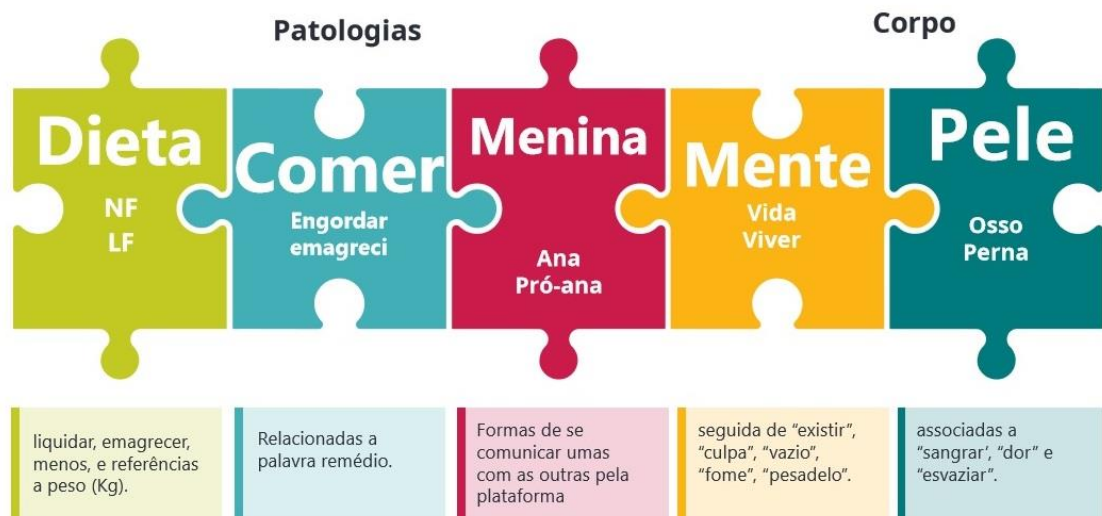 Patologias
Corpo
Dieta
NF
LF
Comer
Engordar
emagreci
Menina
Ana
Pró-ana
Mente
Vida
Viver
Pele
Osso
Perna
liquidar, emagrecer,
menos, e referências
a peso (Kg).
Relacionadas a
palavra remédio.
Formas de se
comunicar umas
com as outras pela
plataforma
seguida de “existir”,
“culpa”, “vazio”,
“fome”, “pesadelo”.
associadas a
“sangrar’, “dor” e
“esvaziar”.